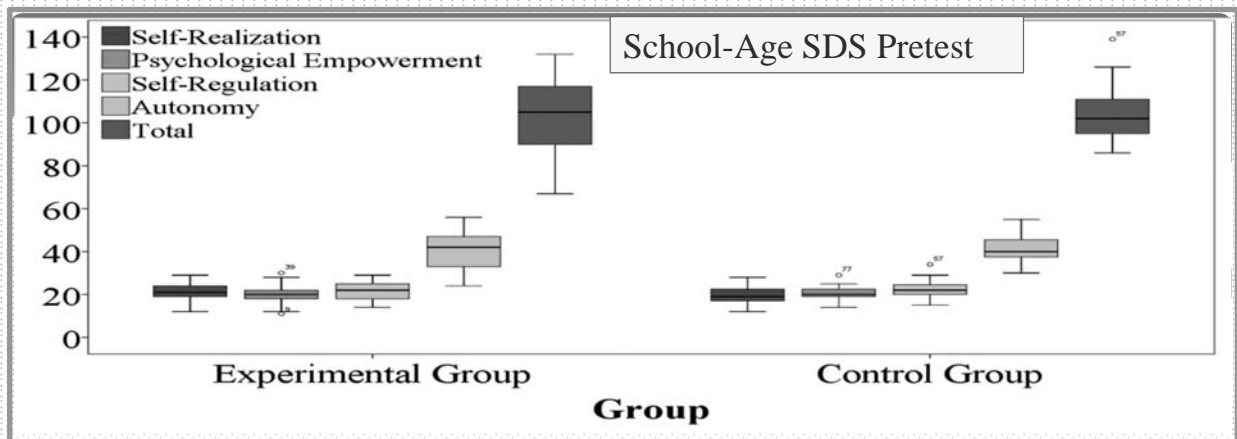 School-Age SDS Pretest
Self-Realization
Psychological Empowerment
Self-Regulation
Autonomy
Total
140
120
100
80
60
40
20
0
39
9
77
57
57
Experimental Group
Control Group
Group